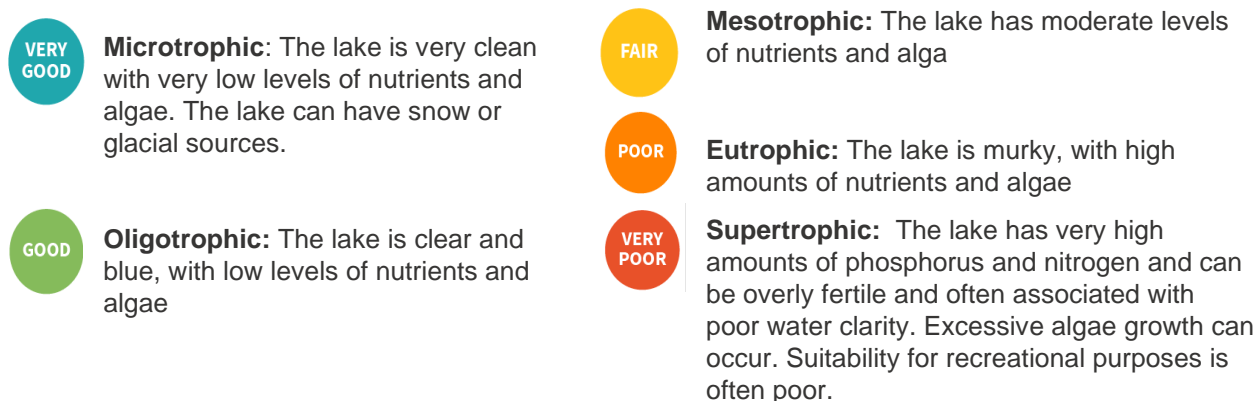 VERY
GOOD
Microtrophic: The lake is very clean
with very low levels of nutrients and
algae. The lake can have snow or
glacial sources.
GOOD
Oligotrophic: The lake is clear and
blue, with low levels of nutrients and
algae
FAIR
Mesotrophic: The lake has moderate levels
of nutrients and alga
POOR
Eutrophic: The lake is murky, with high
amounts of nutrients and algae
VERY
POOR
Supertrophic: The lake has very high
amounts of phosphorus and nitrogen and can
be overly fertile and often associated with
poor water clarity. Excessive algae growth can
occur. Suitability for recreational purposes is
often poor.